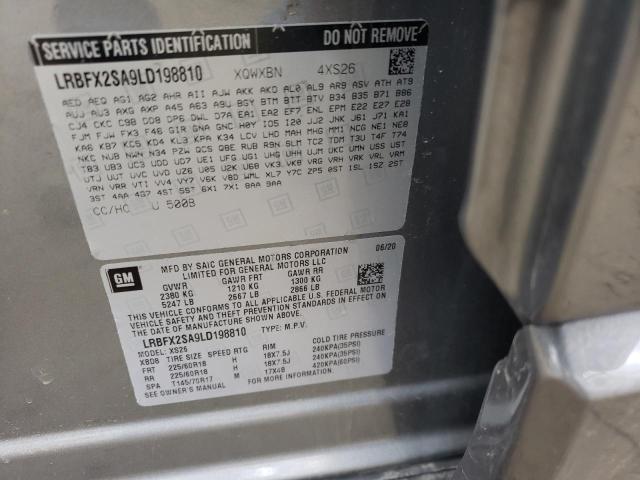 SERVICE PARTS IDENTIFICATION DO NOT REMOVE
LRBFX2SA9LD198810 XQWXBN 4XS26
AED AEQ AG1 AG2 AHR AII AJW AKK AKO AL0 AL9 AR9 ASV ATH AT9
AUJ AU3 AXG AXP A45 A63 A9U BGY BTM BTT BTV B34 B35 B71 B86
CJ4 CKC C9B DD8 DP6 DWL D7A EA1 EA2 EF7 ENL EPM E22 E27 E28
FJM FJW FX3 F46 GIR GNA GNC H0Y IO5 I20 JJ2 JNK J61 J71 KA1
KA6 KB7 KC5 KD4 KL3 KPA K34 LCV LHD MAH MHG MM1 NCG NE1 NE8
NKC NUB NWN N34 PZW QCS QBE RUB R9N SLM TC2 TDM T3U T4F T74
TB3 UB3 UC3 UDD UD7 UE1 UFG UG1 UHG UHH UJM UKC UMN USS UST
UTJ UUT UVC UVD UZ6 U05 U2K U6B VK3 VK8 VRG VRH VRK VRL VRM
VRN VRR VTI VV4 VY7 V6K V8D WML XL7 Y7C ZP5 0ST 1SL 1SZ 2ST
3ST 4AA 4G7 4ST 5ST 6X1 7X1 8AA 9AA
CC/HC U 500B
GM
MFD BY SAIC GENERAL MOTORS CORPORATION 06/20
LIMITED FOR GENERAL MOTORS LLC
GVWR GAWR FRT GAWR RR
2380 KG 1210 KG 1300 KG
5247 LB 2667 LB 2866 LB
THIS VEHICLE CONFORMS TO ALL APPLICABLE U.S. FEDERAL
MOTOR VEHICLE SAFETY, BUMPER, AND THEFT PREVENTION
STANDARDS IN EFFECT ON THE
DATE OF MANUFACTURE SHOWN ABOVE.
LRBFX2SA9LD198810 TYPE: M.P.V.
MODEL: XS26
XBD8 TIRE SIZE SPEED RTG RIM COLD TIRE PRESSURE
FRT 225/60R18 H 18X7.5J 240KPA(35PSI)
RR 225/60R18 H 18X7.5J 240KPA(35PSI)
SPA T145/70R17 M 17X4B 420KPA(60PSI)
SEE OWNER'S MANUAL FOR MORE INFORMATION.